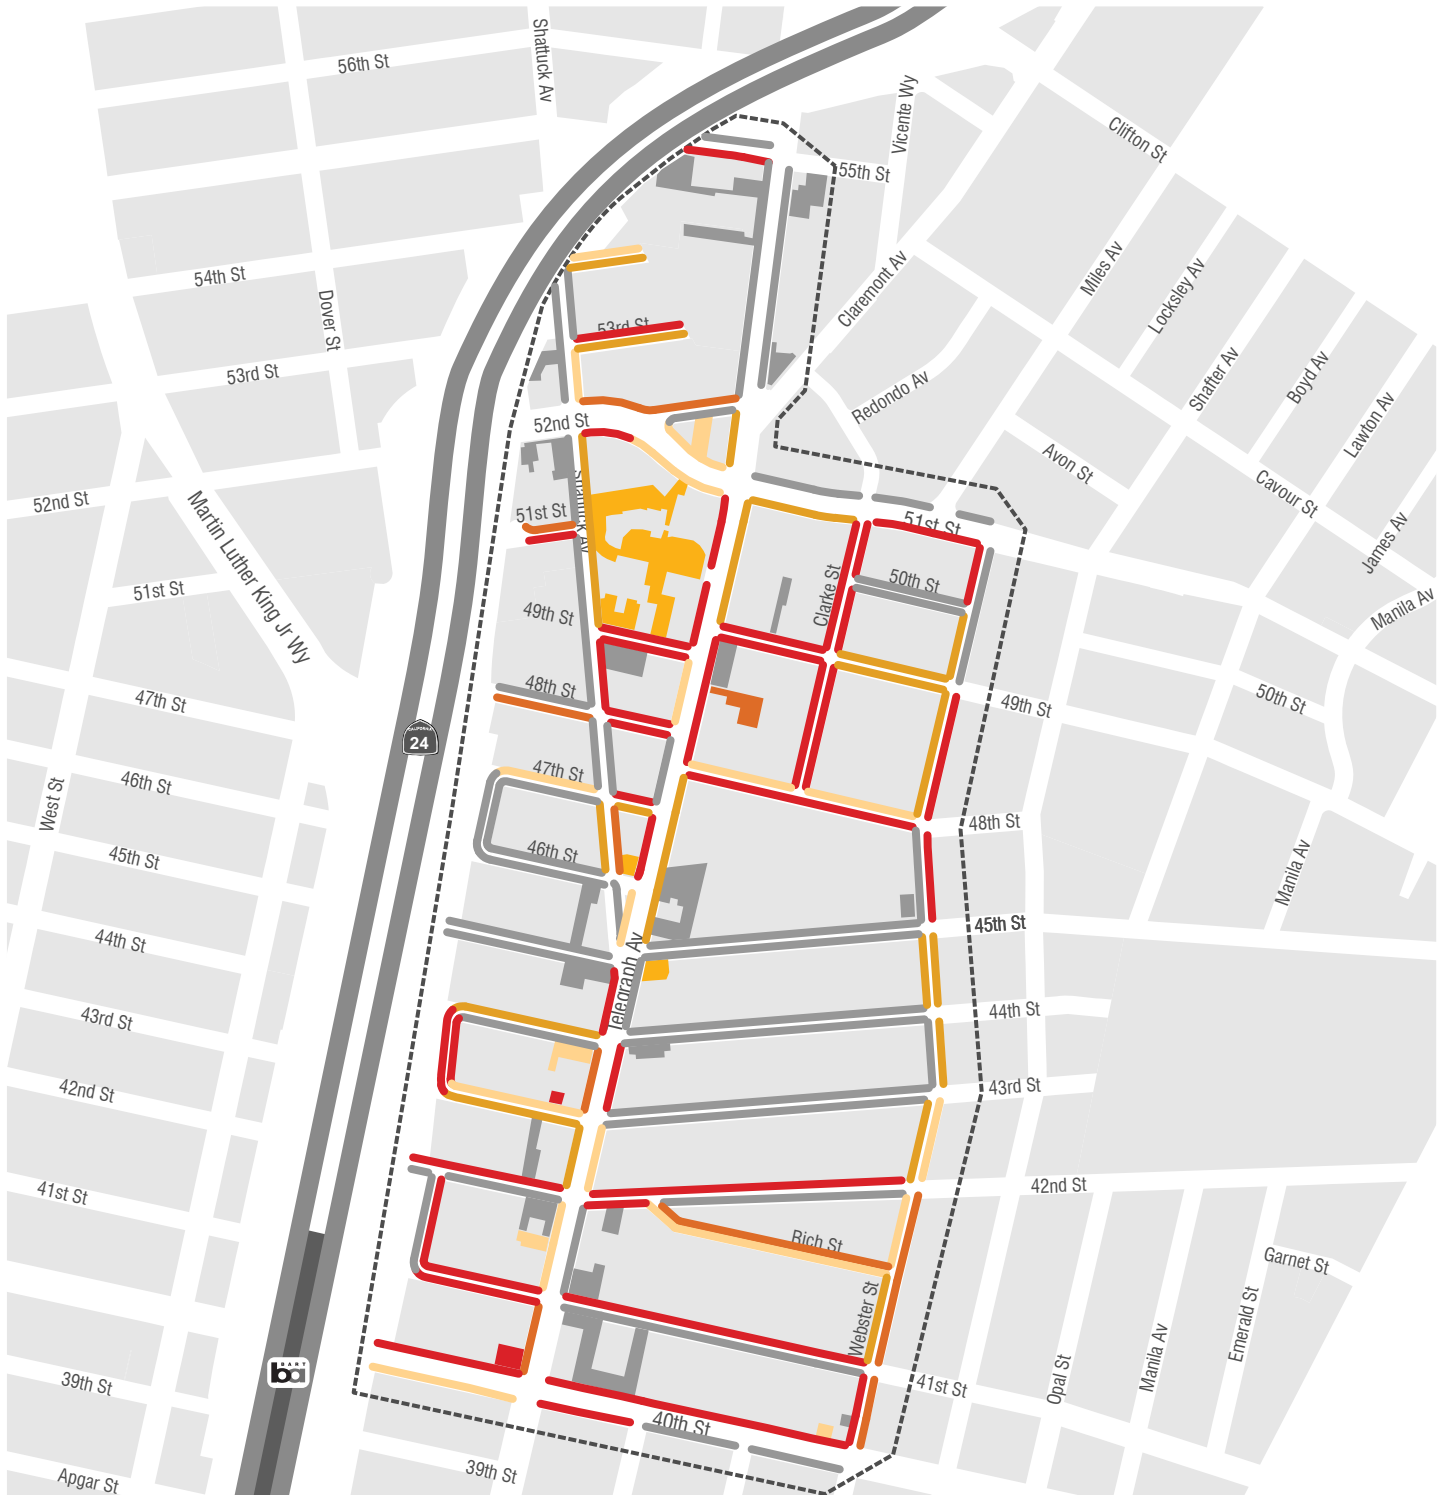 56th St
Shattuck Av
Vicente Wy
Clifton St
55th St
54th St
Dover St
Claremont Av
Miles Av
Locksley Av
53rd St
53rd St
Redondo Av
Shafter Av
Boyd Av
Lawton Av
52nd St
52nd St
Avon St
Cavour St
Martin Luther King Jr Wy
Shattuck Av
51st St
51st St
51st St
James Av
50th St
Clarke St
49th St
Manila Av
48th St
47th St
49th St
50th St
CALIFORNIA
24
47th St
46th St
West St
48th St
46th St
45th St
Manila Av
45th St
44th St
Telegraph Av
44th St
43rd St
43rd St
42nd St
42nd St
41st St
Rich St
Garnet St
Webster St
Emerald St
Manila Av
Opal St
BART
ba
39th St
41st St
40th St
39th St
Apgar St